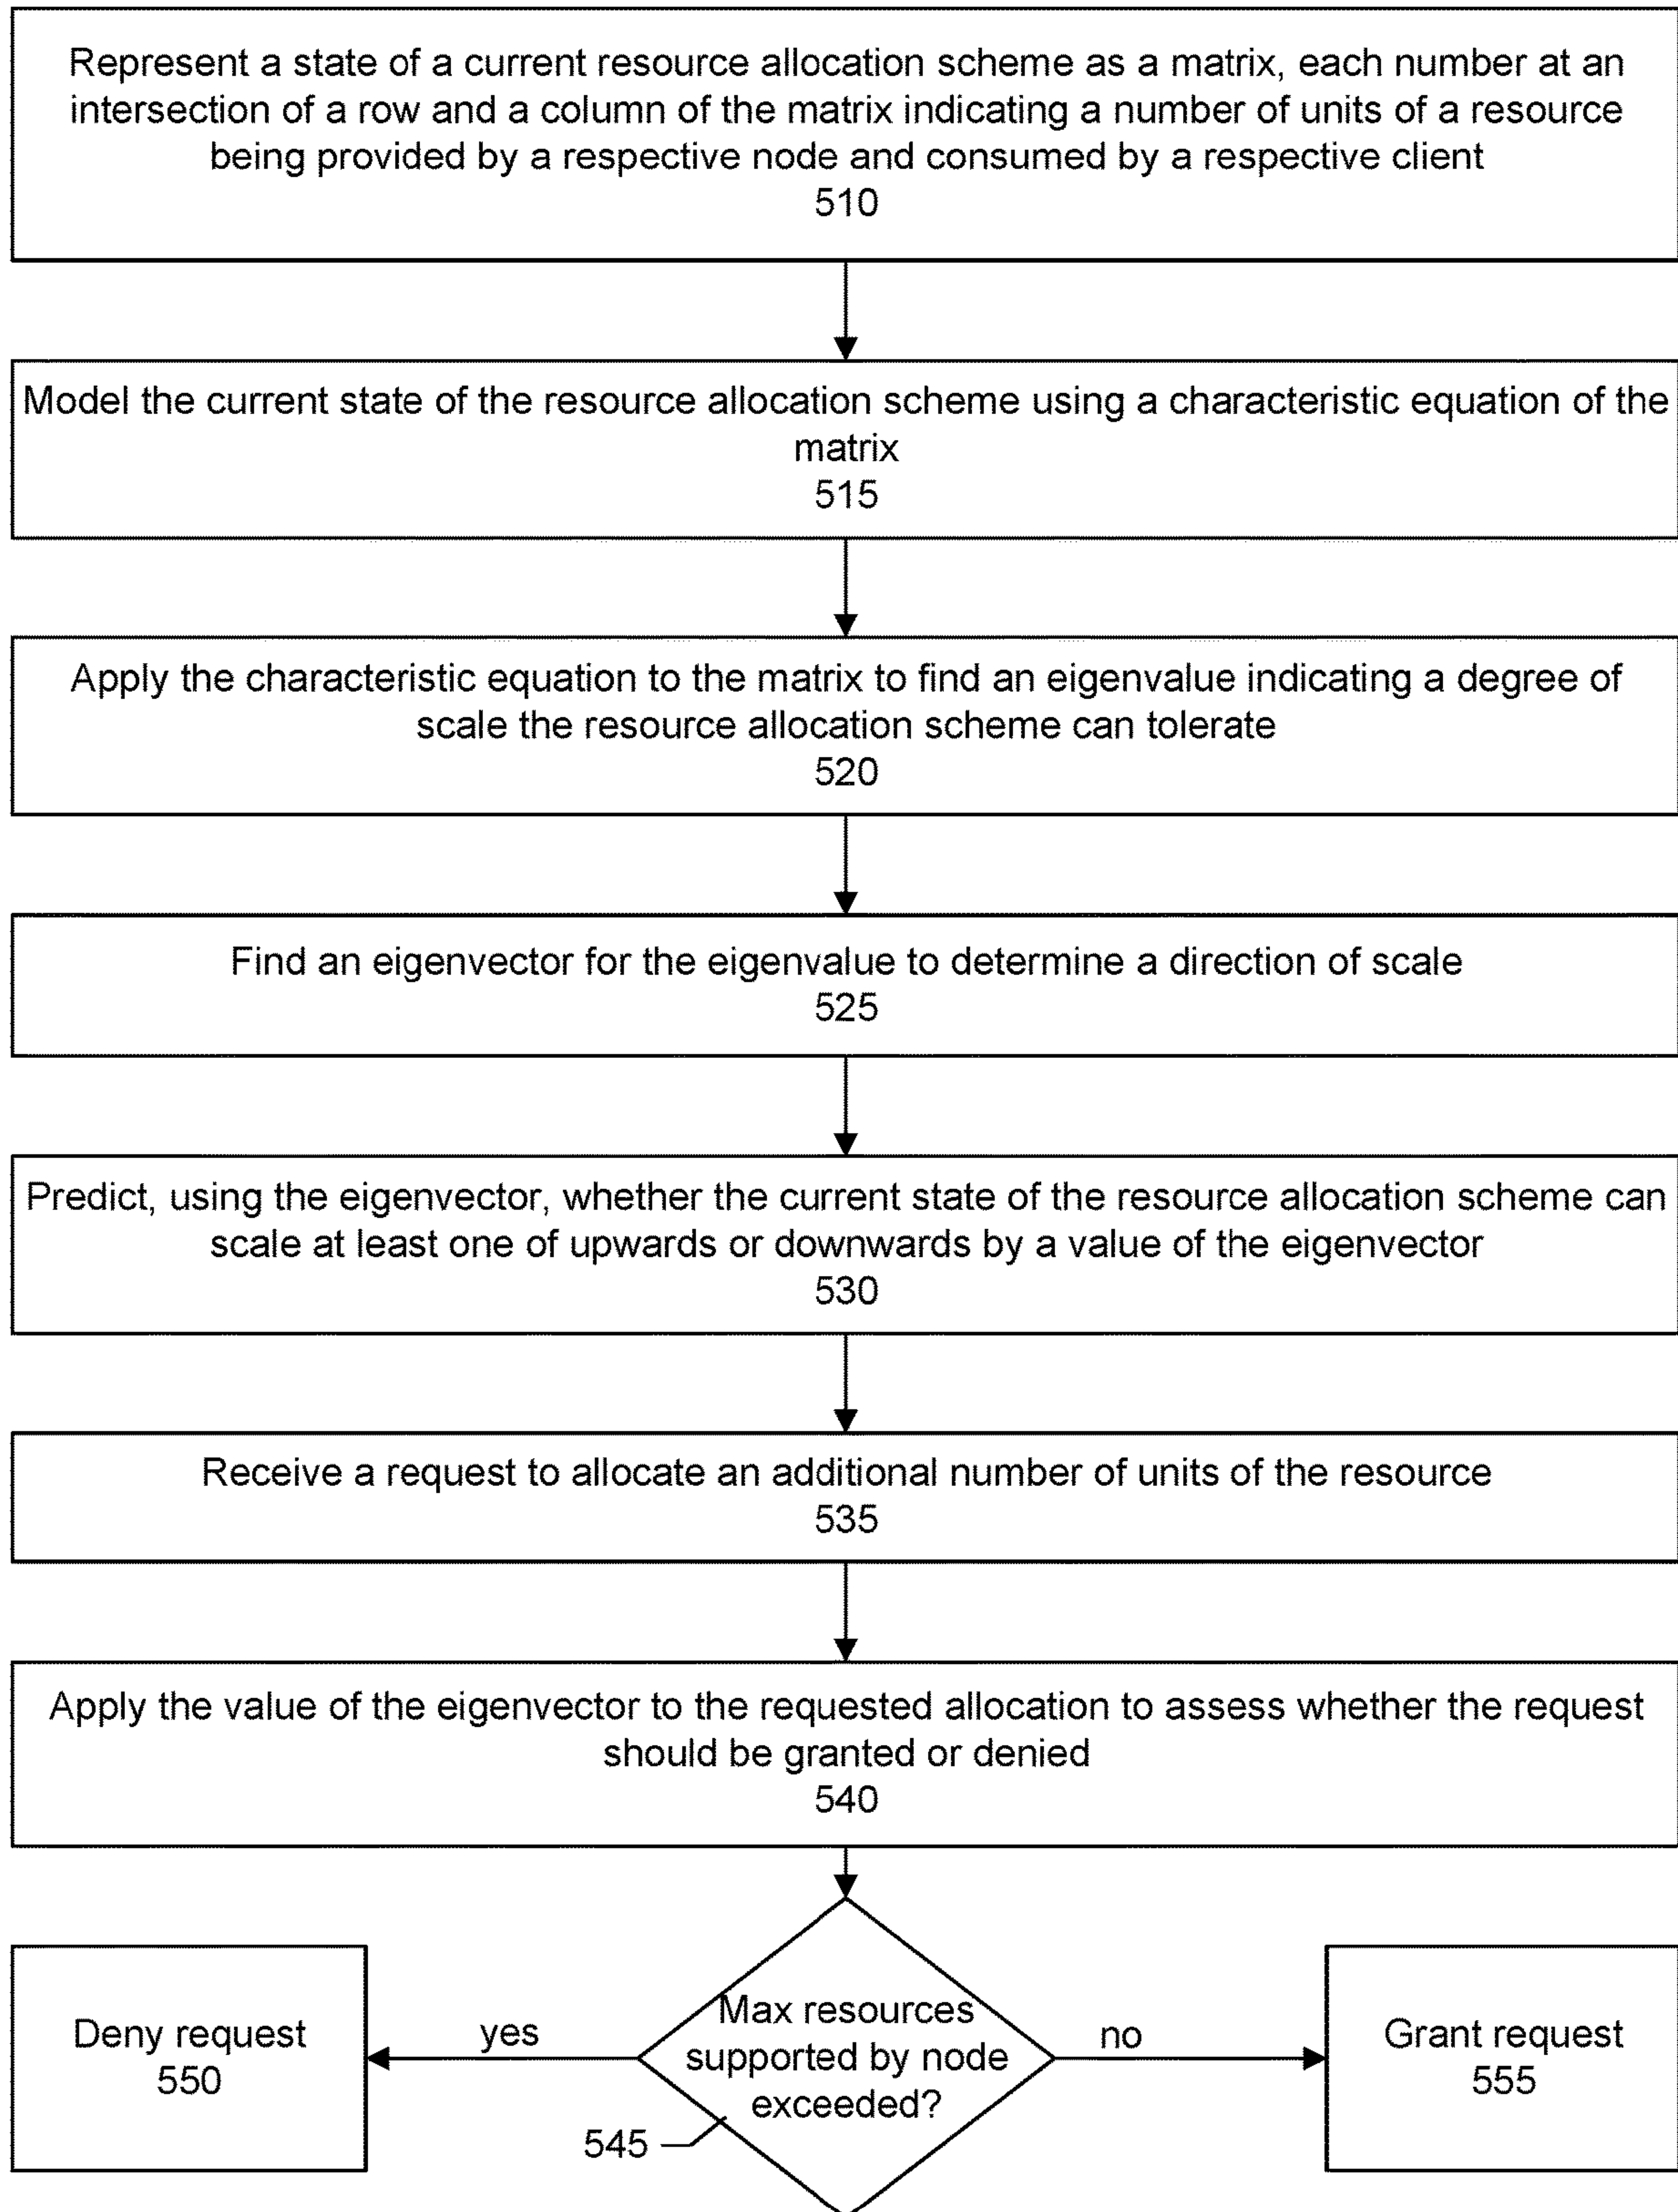 Represent a state of a current resource allocation scheme as a matrix, each number at an
intersection of a row and a column of the matrix indicating a number of units of a resource
being provided by a respective node and consumed by a respective client
510
Model the current state of the resource allocation scheme using a characteristic equation of the
matrix
515
Apply the characteristic equation to the matrix to find an eigenvalue indicating a degree of
scale the resource allocation scheme can tolerate
520
Find an eigenvector for the eigenvalue to determine a direction of scale
525
Predict, using the eigenvector, whether the current state of the resource allocation scheme can
scale at least one of upwards or downwards by a value of the eigenvector
530
Receive a request to allocate an additional number of units of the resource
535
Apply the value of the eigenvector to the requested allocation to assess whether the request
should be granted or denied
540
Deny request
550
yes
Max resources
supported by node
exceeded?
545
no
Grant request
555